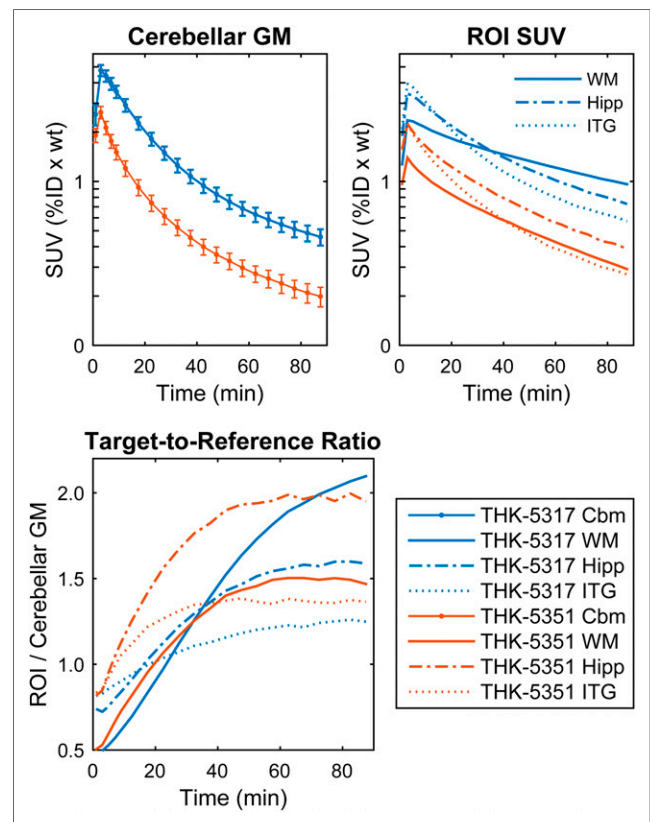 Cerebellar GM
SUV (%ID x wt)
1
0
0 20 40 60 80
Time (min)
ROI SUV
WM
Hipp
ITG
SUV (%ID x wt)
1
0
0 20 40 60 80
Time (min)
Target-to-Reference Ratio
ROI / Cerebellar GM
2.0
1.5
1.0
0.5
0 20 40 60 80
Time (min)
THK-5317 Cbm
THK-5317 WM
THK-5317 Hipp
THK-5317 ITG
THK-5351 Cbm
THK-5351 WM
THK-5351 Hipp
THK-5351 ITG